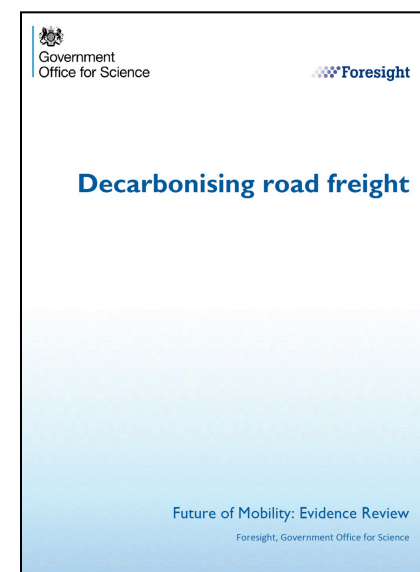 Government
Office for Science
Foresight
Decarbonising road freight
Future of Mobility: Evidence Review
Foresight, Government Office for Science